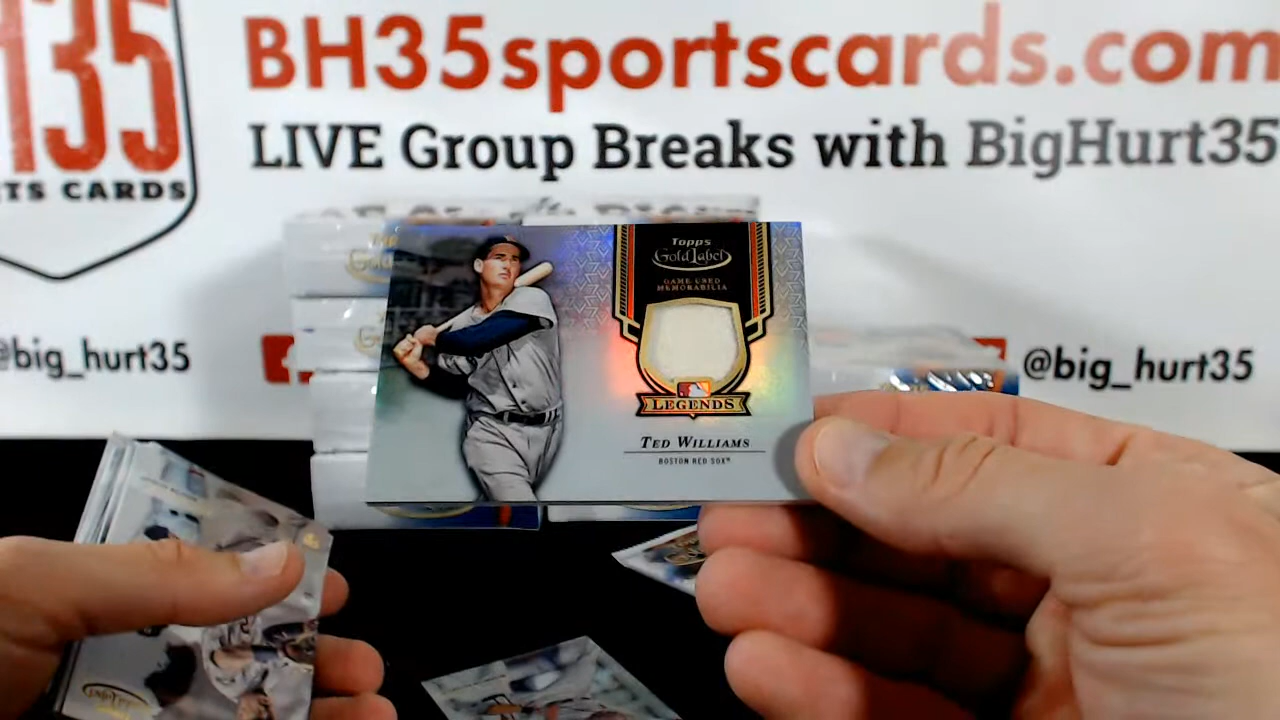 H35
TS CARDS
BH35sportscards.com
LIVE Group Breaks with BigHurt35
@big_hurt35
@big_hurt35
Topps
Gold Label
GAME USED
MEMORABILIA
LEGENDS
TED WILLIAMS
BOSTON RED SOX